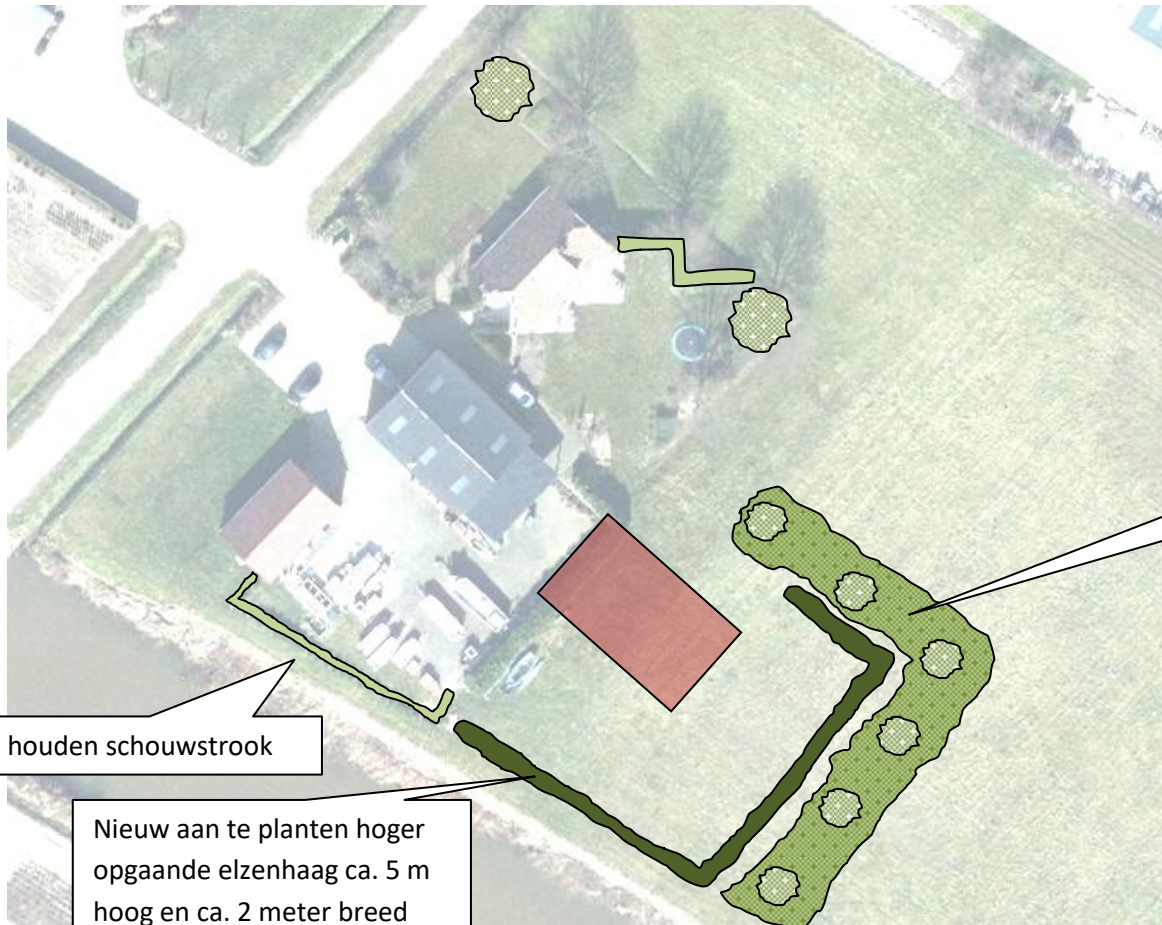 houden schouwstrook
Nieuw aan te planten hoger
opgaande elzenhaag ca. 5 m
hoog en ca. 2 meter breed